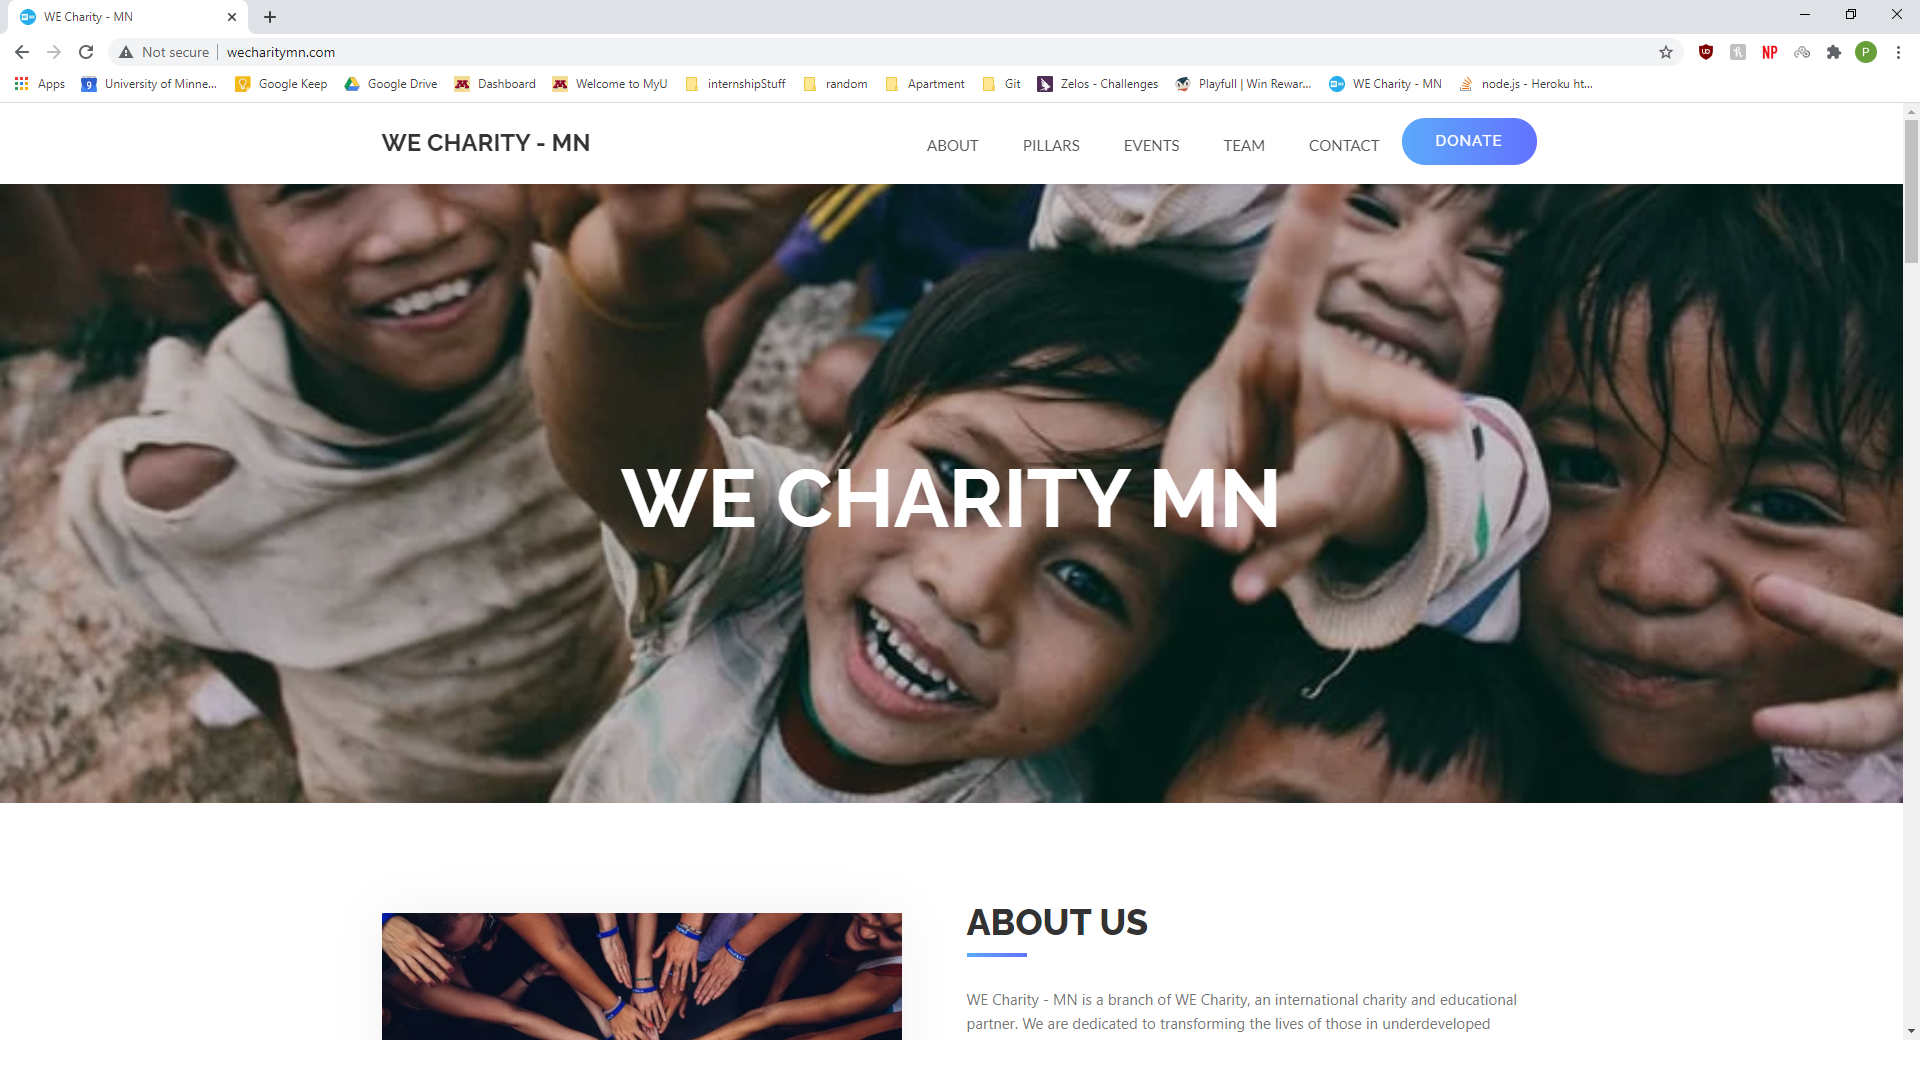 WE Charity - MN
Not secure
wecharitymn.com
NP
P
Apps
University of Minne...
Google Keep
Google Drive
Dashboard
Welcome to MyU
internshipStuff
random
Apartment
Git
Zelos - Challenges
Playfull | Win Rewar...
WE Charity - MN
node.js - Heroku ht...
WE CHARITY - MN
ABOUT
PILLARS
EVENTS
TEAM
CONTACT
DONATE
WE CHARITY MN
ABOUT US
WE Charity - MN is a branch of WE Charity, an international charity and educational
partner. We are dedicated to transforming the lives of those in underdeveloped